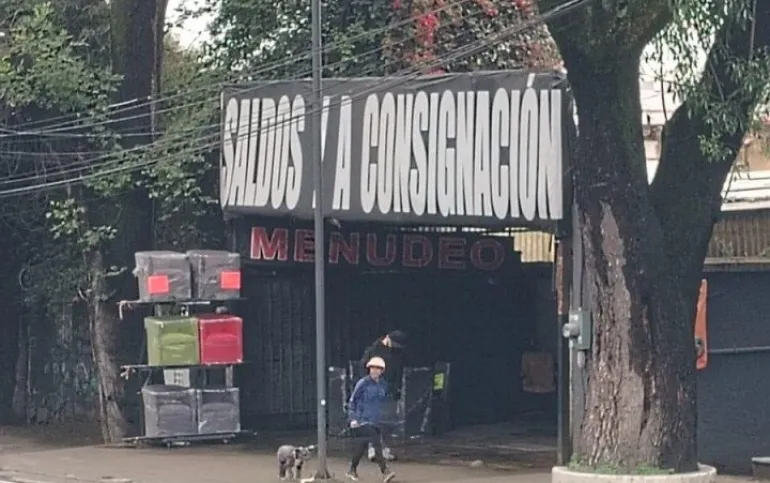 SALDOS Y A CONSIGNACIÓN
MENUDEO